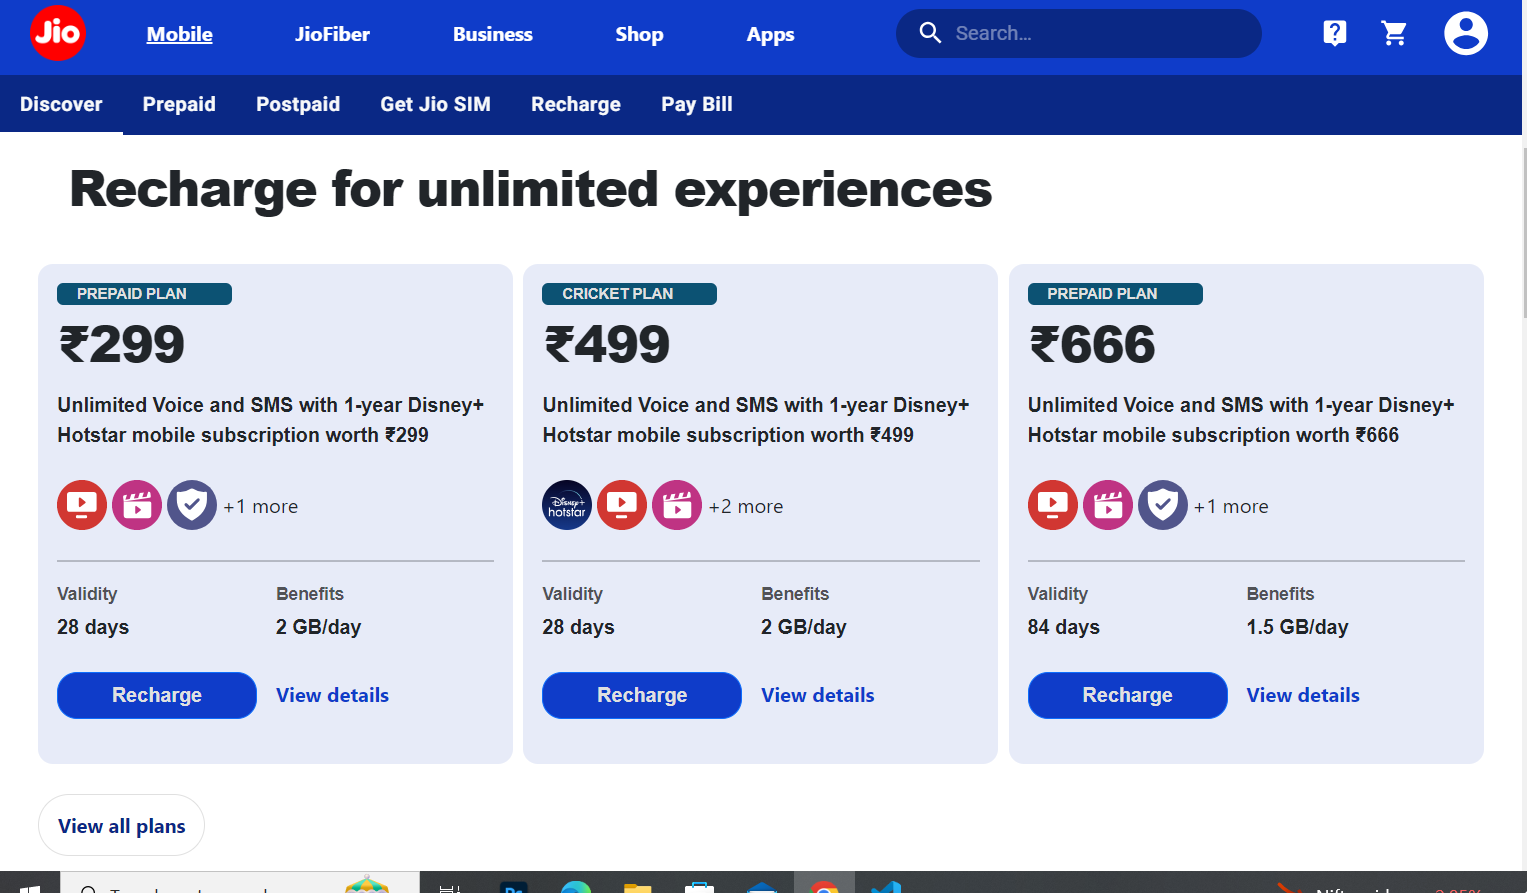 Jio
Mobile
JioFiber
Business
Shop
Apps
Search...
Discover
Prepaid
Postpaid
Get Jio SIM
Recharge
Pay Bill
Recharge for unlimited experiences
PREPAID PLAN
₹299
Unlimited Voice and SMS with 1-year Disney+
Hotstar mobile subscription worth ₹299
+1 more
Validity
Benefits
28 days
2 GB/day
Recharge
View details
CRICKET PLAN
₹499
Unlimited Voice and SMS with 1-year Disney+
Hotstar mobile subscription worth ₹499
Disney+
hotstar
+2 more
Validity
Benefits
28 days
2 GB/day
Recharge
View details
PREPAID PLAN
₹666
Unlimited Voice and SMS with 1-year Disney+
Hotstar mobile subscription worth ₹666
+1 more
Validity
Benefits
84 days
1.5 GB/day
Recharge
View details
View all plans
Ps